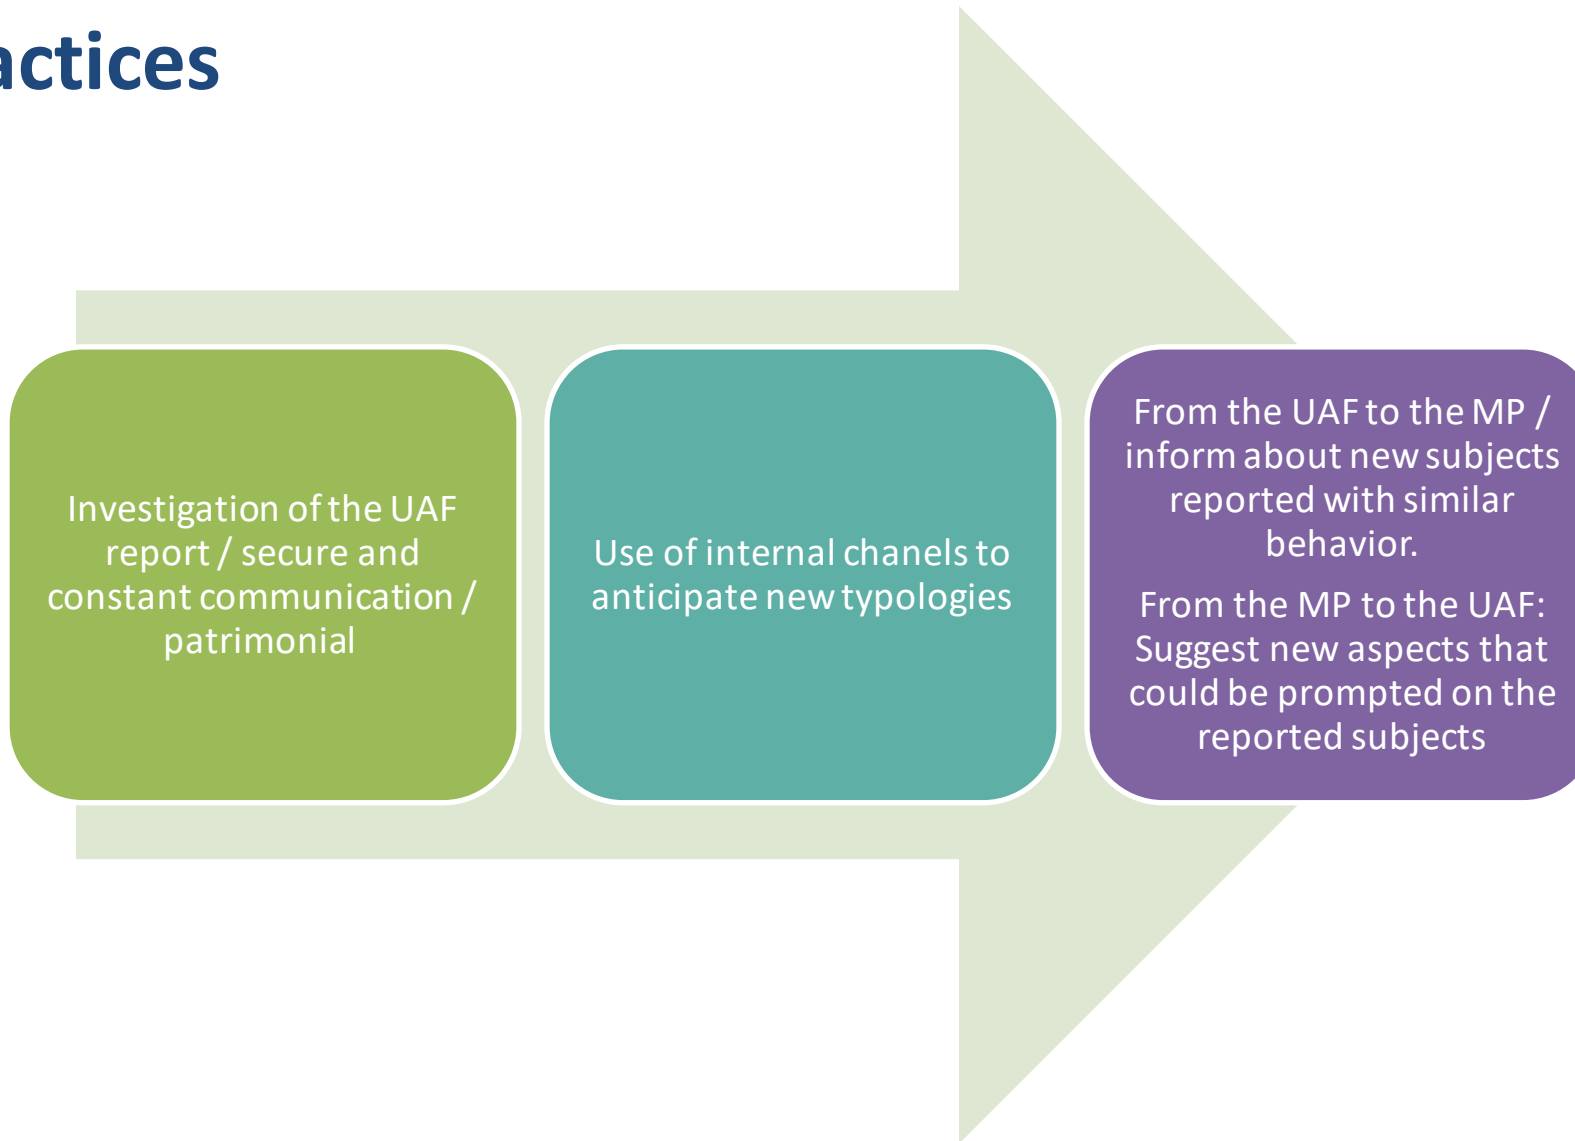 actices
Investigation of the UAF
report / secure and
constant communication /
patrimonial
Use of internal chanels to
anticipate new typologies
From the UAF to the MP /
inform about new subjects
reported with similar
behavior.
From the MP to the UAF:
Suggest new aspects that
could be prompted on the
reported subjects